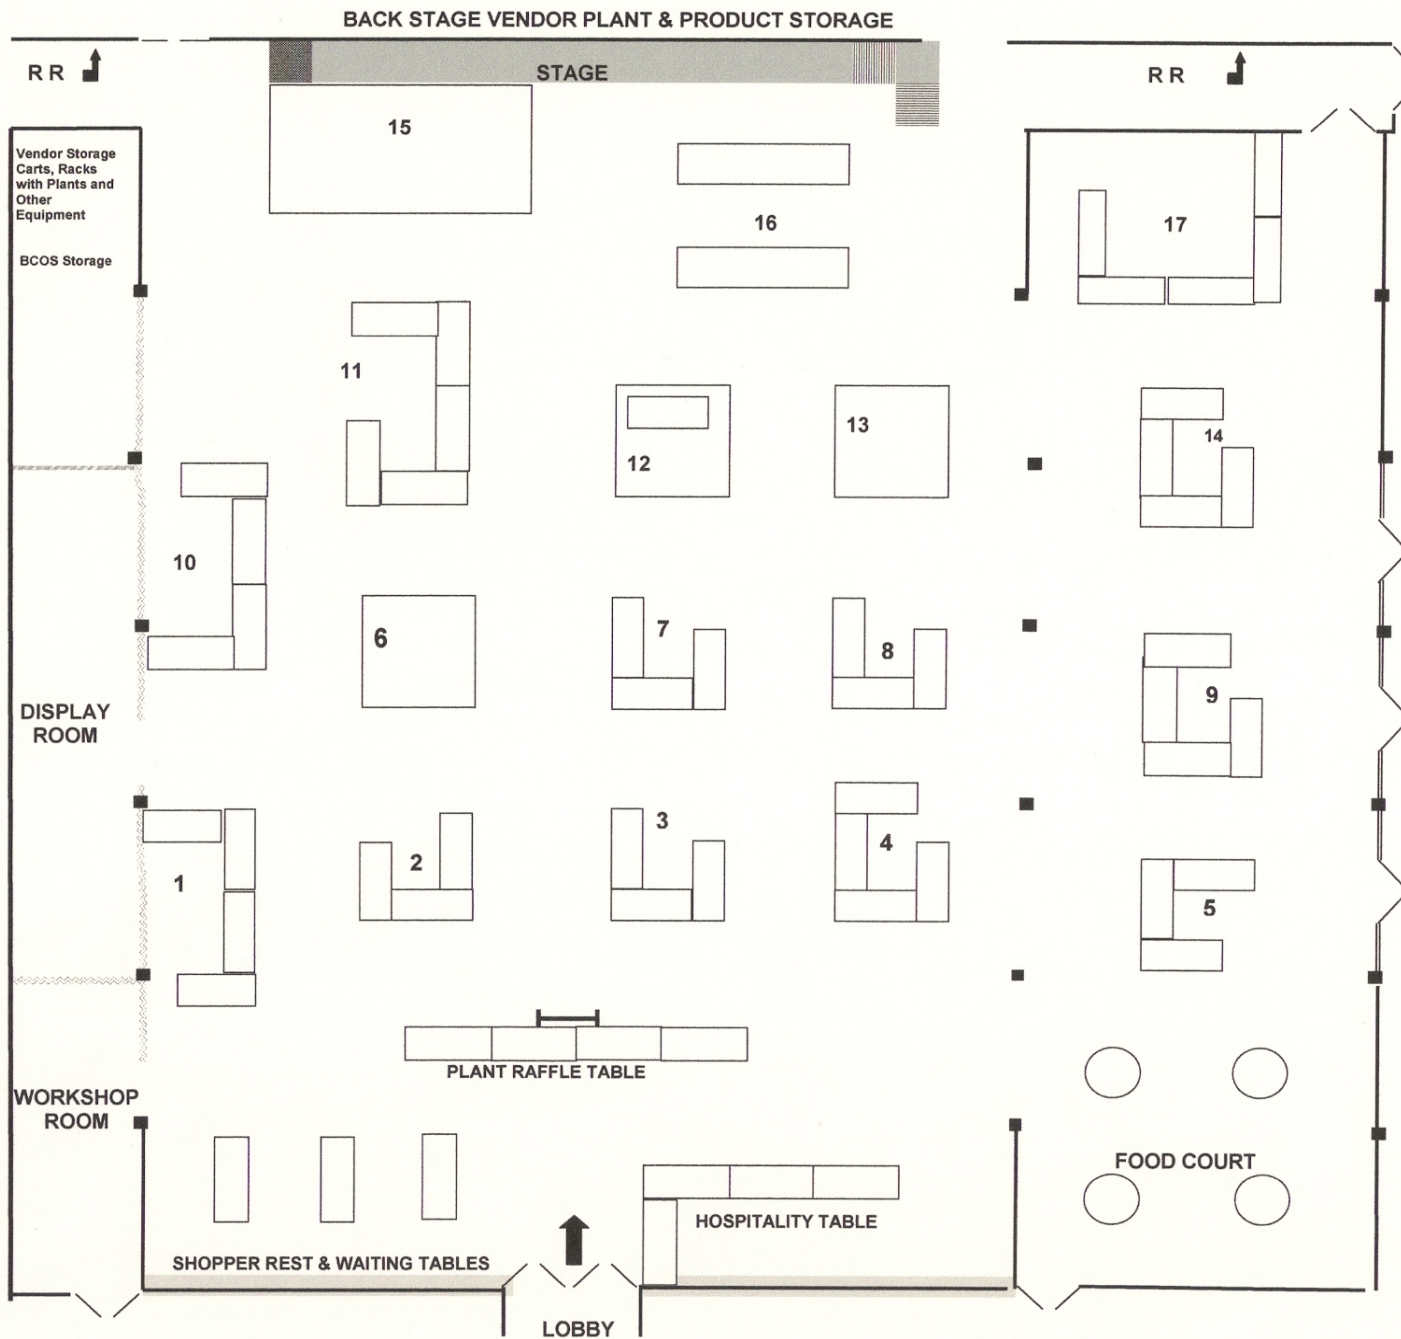 BACK STAGE VENDOR PLANT & PRODUCT STORAGE
R R
STAGE
R R
15
Vendor Storage
Carts, Racks
with Plants and
Other
Equipment
BCOS Storage
16
17
11
12
13
14
10
6
7
8
9
DISPLAY
ROOM
1
2
3
4
5
PLANT RAFFLE TABLE
WORKSHOP
ROOM
FOOD COURT
HOSPITALITY TABLE
SHOPPER REST & WAITING TABLES
LOBBY